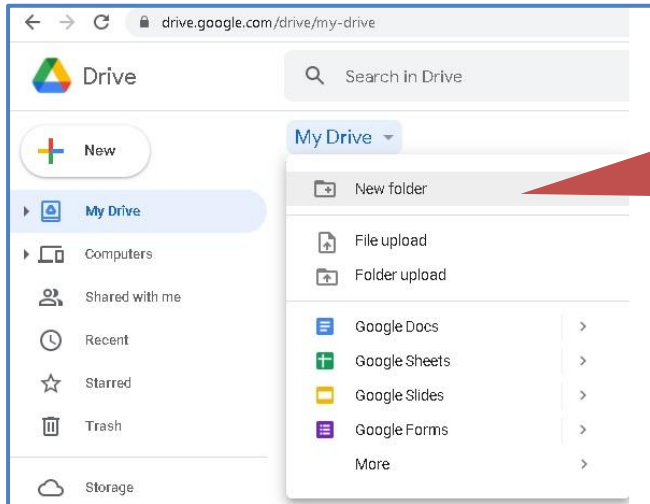 drive.google.com/drive/my-drive
Drive
Search in Drive
New
My Drive
Computers
Shared with me
Recent
Starred
Trash
Storage
My Drive
New folder
File upload
Folder upload
Google Docs
Google Sheets
Google Slides
Google Forms
More